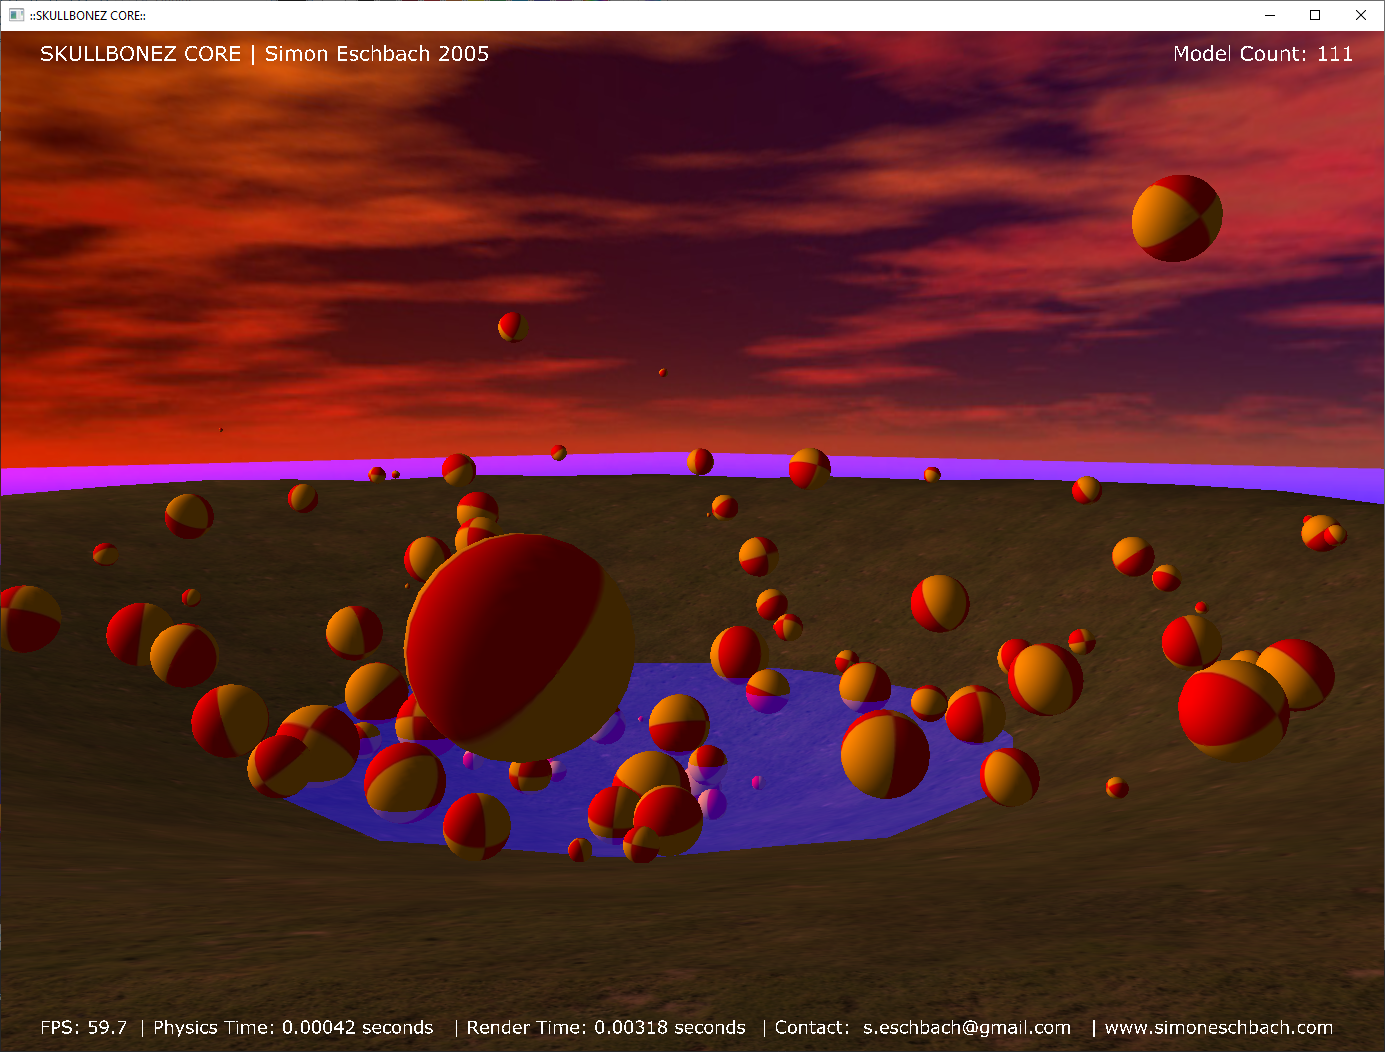 ::SKULLBONEZ CORE::
SKULLBONEZ CORE | Simon Eschbach 2005
Model Count: 111
FPS: 59.7 | Physics Time: 0.00042 seconds | Render Time: 0.00318 seconds | Contact: s.eschbach@gmail.com | www.simoneschbach.com